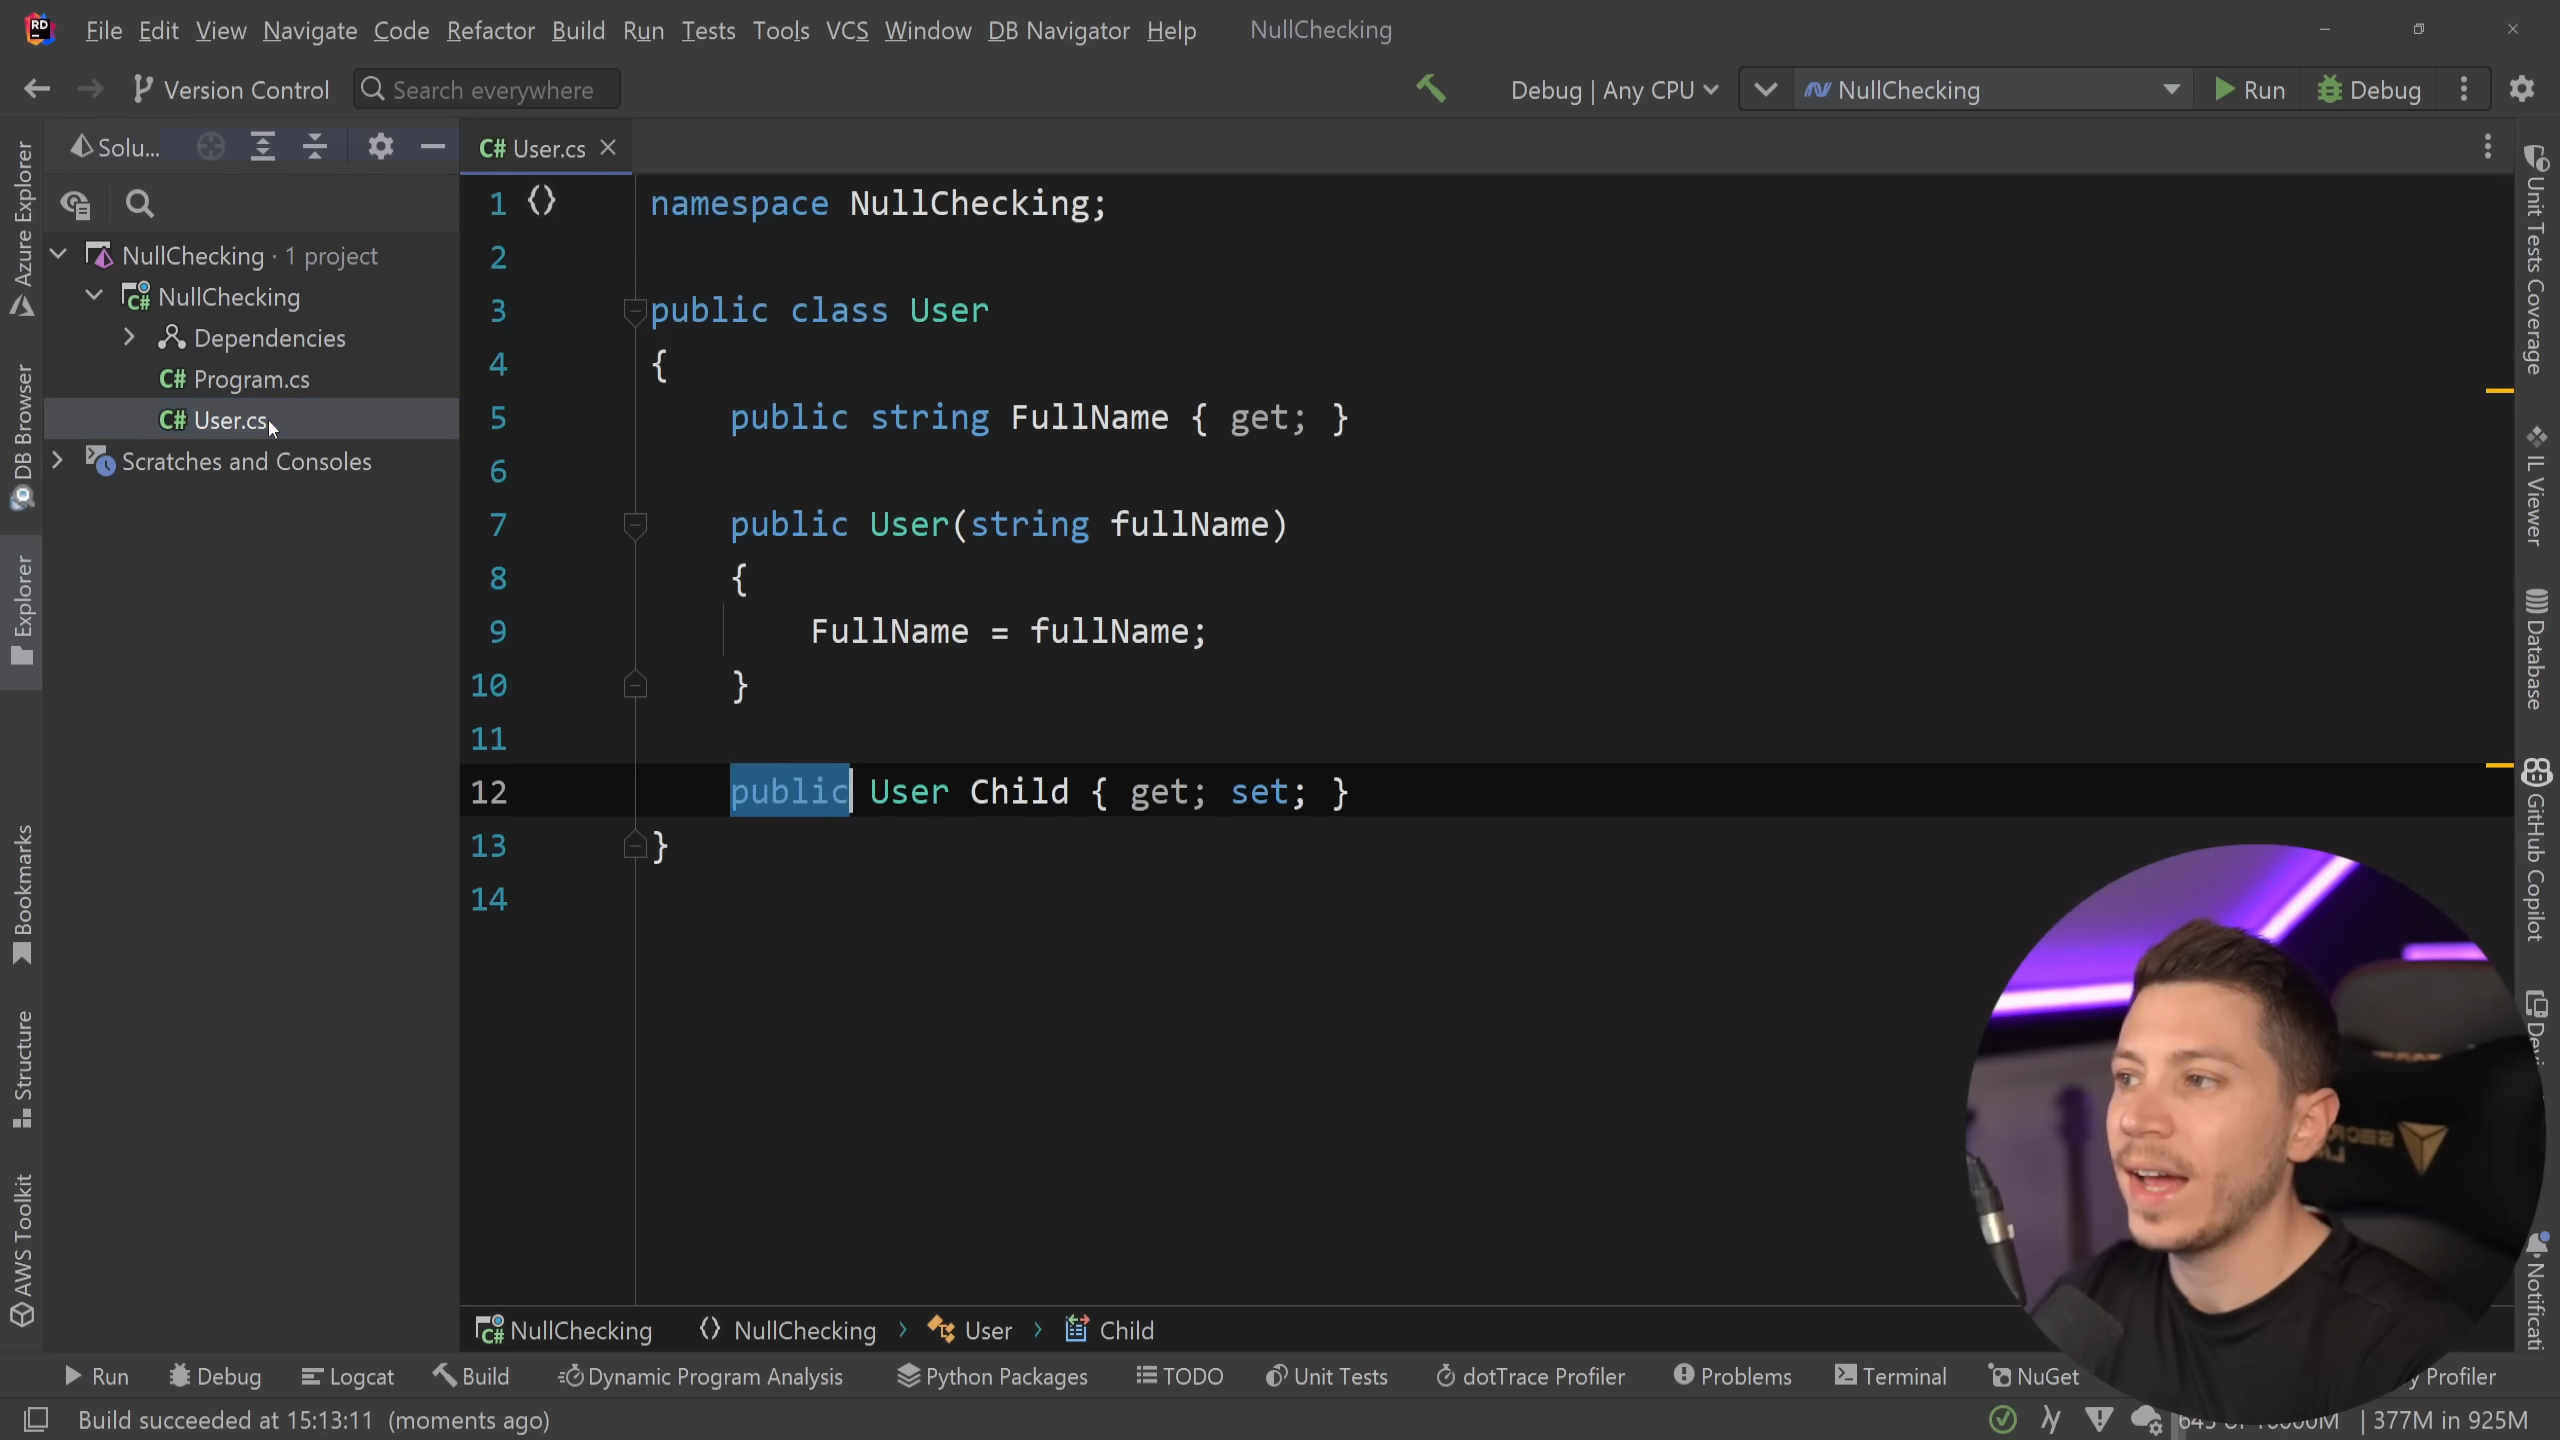 File Edit View Navigate Code Refactor Build Run Tests Tools VCS Window DB Navigator Help NullChecking
Version Control Search everywhere Debug | Any CPU NullChecking Run Debug
Solu...
C# User.cs
NullChecking · 1 project
NullChecking
Dependencies
C# Program.cs
C# User.cs
Scratches and Consoles
Azure Explorer
DB Browser
Explorer
Bookmarks
Structure
AWS Toolkit
1 namespace NullChecking;
2
3 public class User
4 {
5 public string FullName { get; }
6
7 public User(string fullName)
8 {
9 FullName = fullName;
10 }
11
12 public User Child { get; set; }
13 }
14
Unit Tests Coverage
IL Viewer
Database
GitHub Copilot
Notificati
NullChecking NullChecking › User › Child
Run Debug Logcat Build Dynamic Program Analysis Python Packages TODO Unit Tests dotTrace Profiler Problems Terminal NuGet y Profiler
Build succeeded at 15:13:11 (moments ago) | 377M in 925M